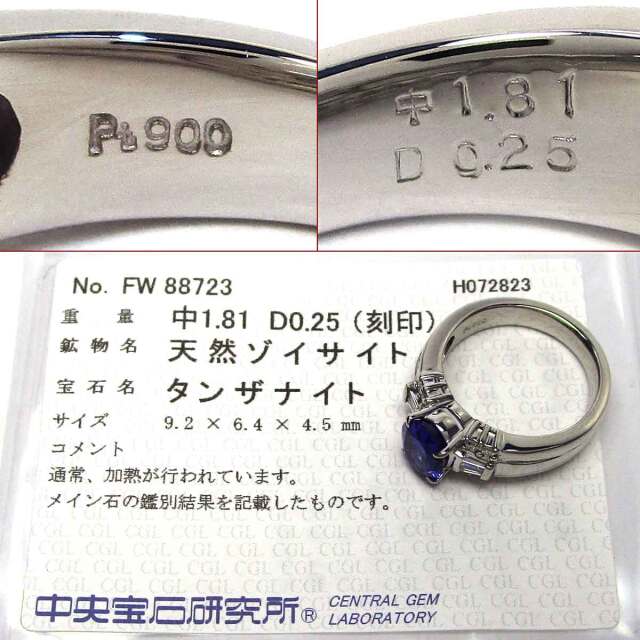 Pt900
中1.81
D 0.25
No. FW 88723 H072823
重量 中1.81 D0.25（刻印）
鉱物名 天然ゾイサイト
宝石名 タンザナイト
サイズ 9.2 × 6.4 × 4.5 mm
コメント
通常、加熱が行われています。
メイン石の鑑別結果を記載したものです。
中央宝石研究所® CENTRAL GEM
LABORATORY